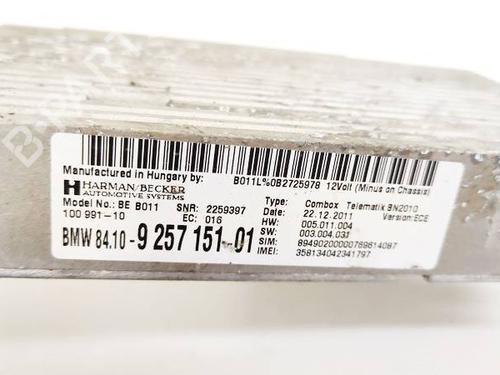 B-PART
Manufactured in Hungary by: B011L%0B2725978 12Volt (Minus on Chassis)
HARMAN/BECKER
AUTOMOTIVE SYSTEMS
Type: Combox Telematik BN2010
Model No.: BE B011 SNR: 2259397
Date: 22.12.2011 Version: ECE
100 991-10 EC: 016
HW: 005.011.004
SW: 003.004.031
BMW 84.10-9 257 151-01
SIM: 89490200000789814087
IMEI: 358134042341797